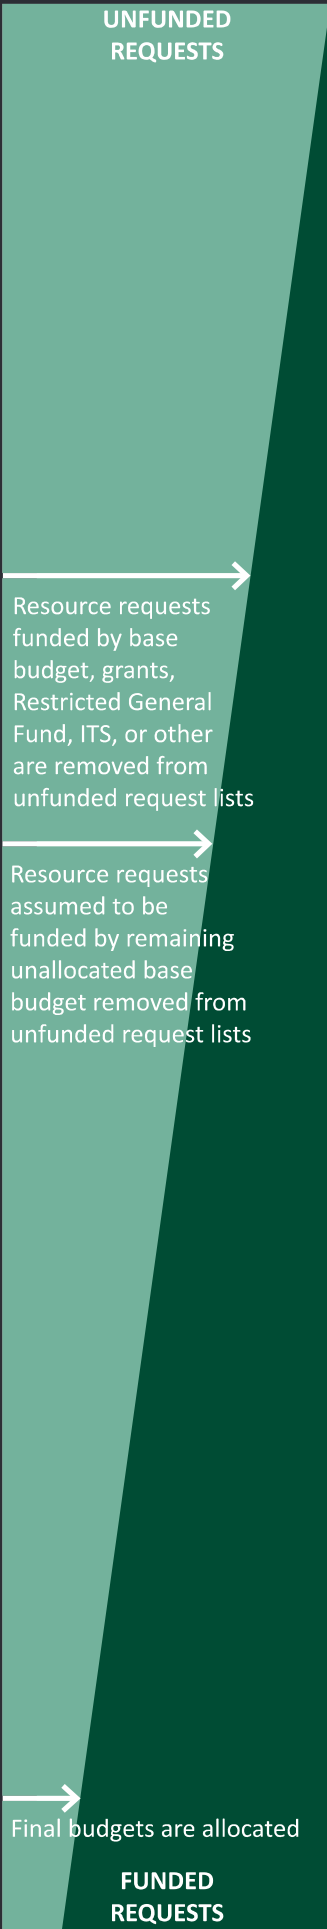 UNFUNDED
REQUESTS
Resource requests
funded by base
budget, grants,
Restricted General
Fund, ITS, or other
are removed from
unfunded request lists
Resource requests
assumed to be
funded by remaining
unallocated base
budget removed from
unfunded request lists
Final budgets are allocated
FUNDED
REQUESTS